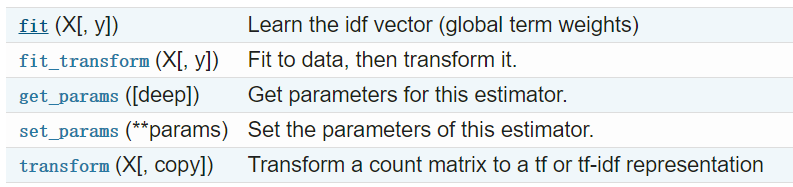 fit (X[, y]) Learn the idf vector (global term weights)
fit_transform (X[, y]) Fit to data, then transform it.
get_params ([deep]) Get parameters for this estimator.
set_params (**params) Set the parameters of this estimator.
transform (X[, copy]) Transform a count matrix to a tf or tf-idf representation